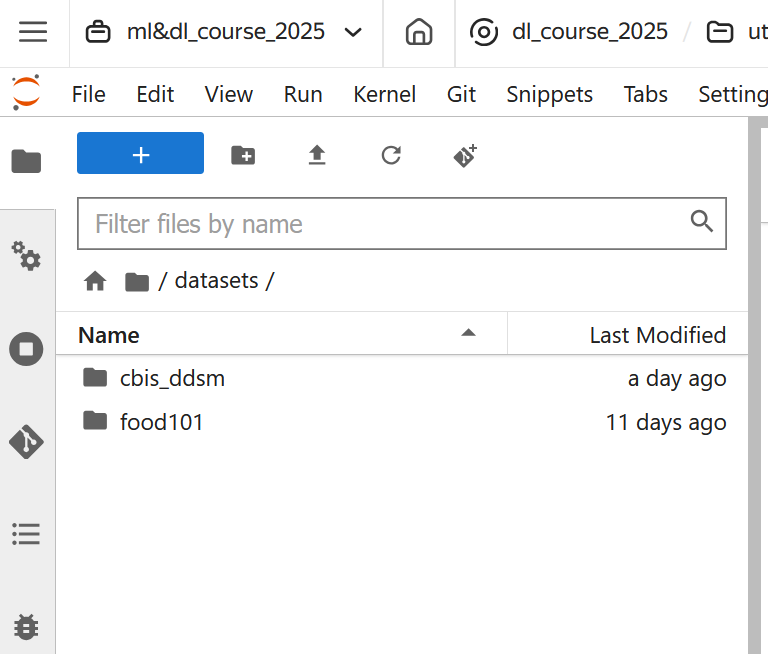 ml&dl_course_2025 dl_course_2025 / ut
File Edit View Run Kernel Git Snippets Tabs Setting
+
Filter files by name
/ datasets /
Name Last Modified
cbis_ddsm a day ago
food101 11 days ago